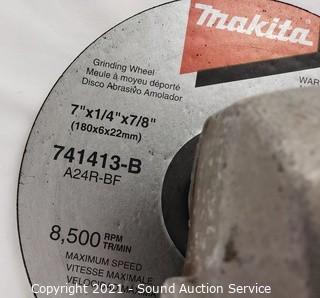 makita
Grinding Wheel
Meule à moyeu déporté
Disco Abrasivo Amolador
WAR
7"x1/4"x7/8"
(180x6x22mm)
741413-B
A24R-BF
8,500 RPM
TR/MIN
MAXIMUM SPEED
VITESSE MAXIMALE
Copyright 2021 - Sound Auction Service